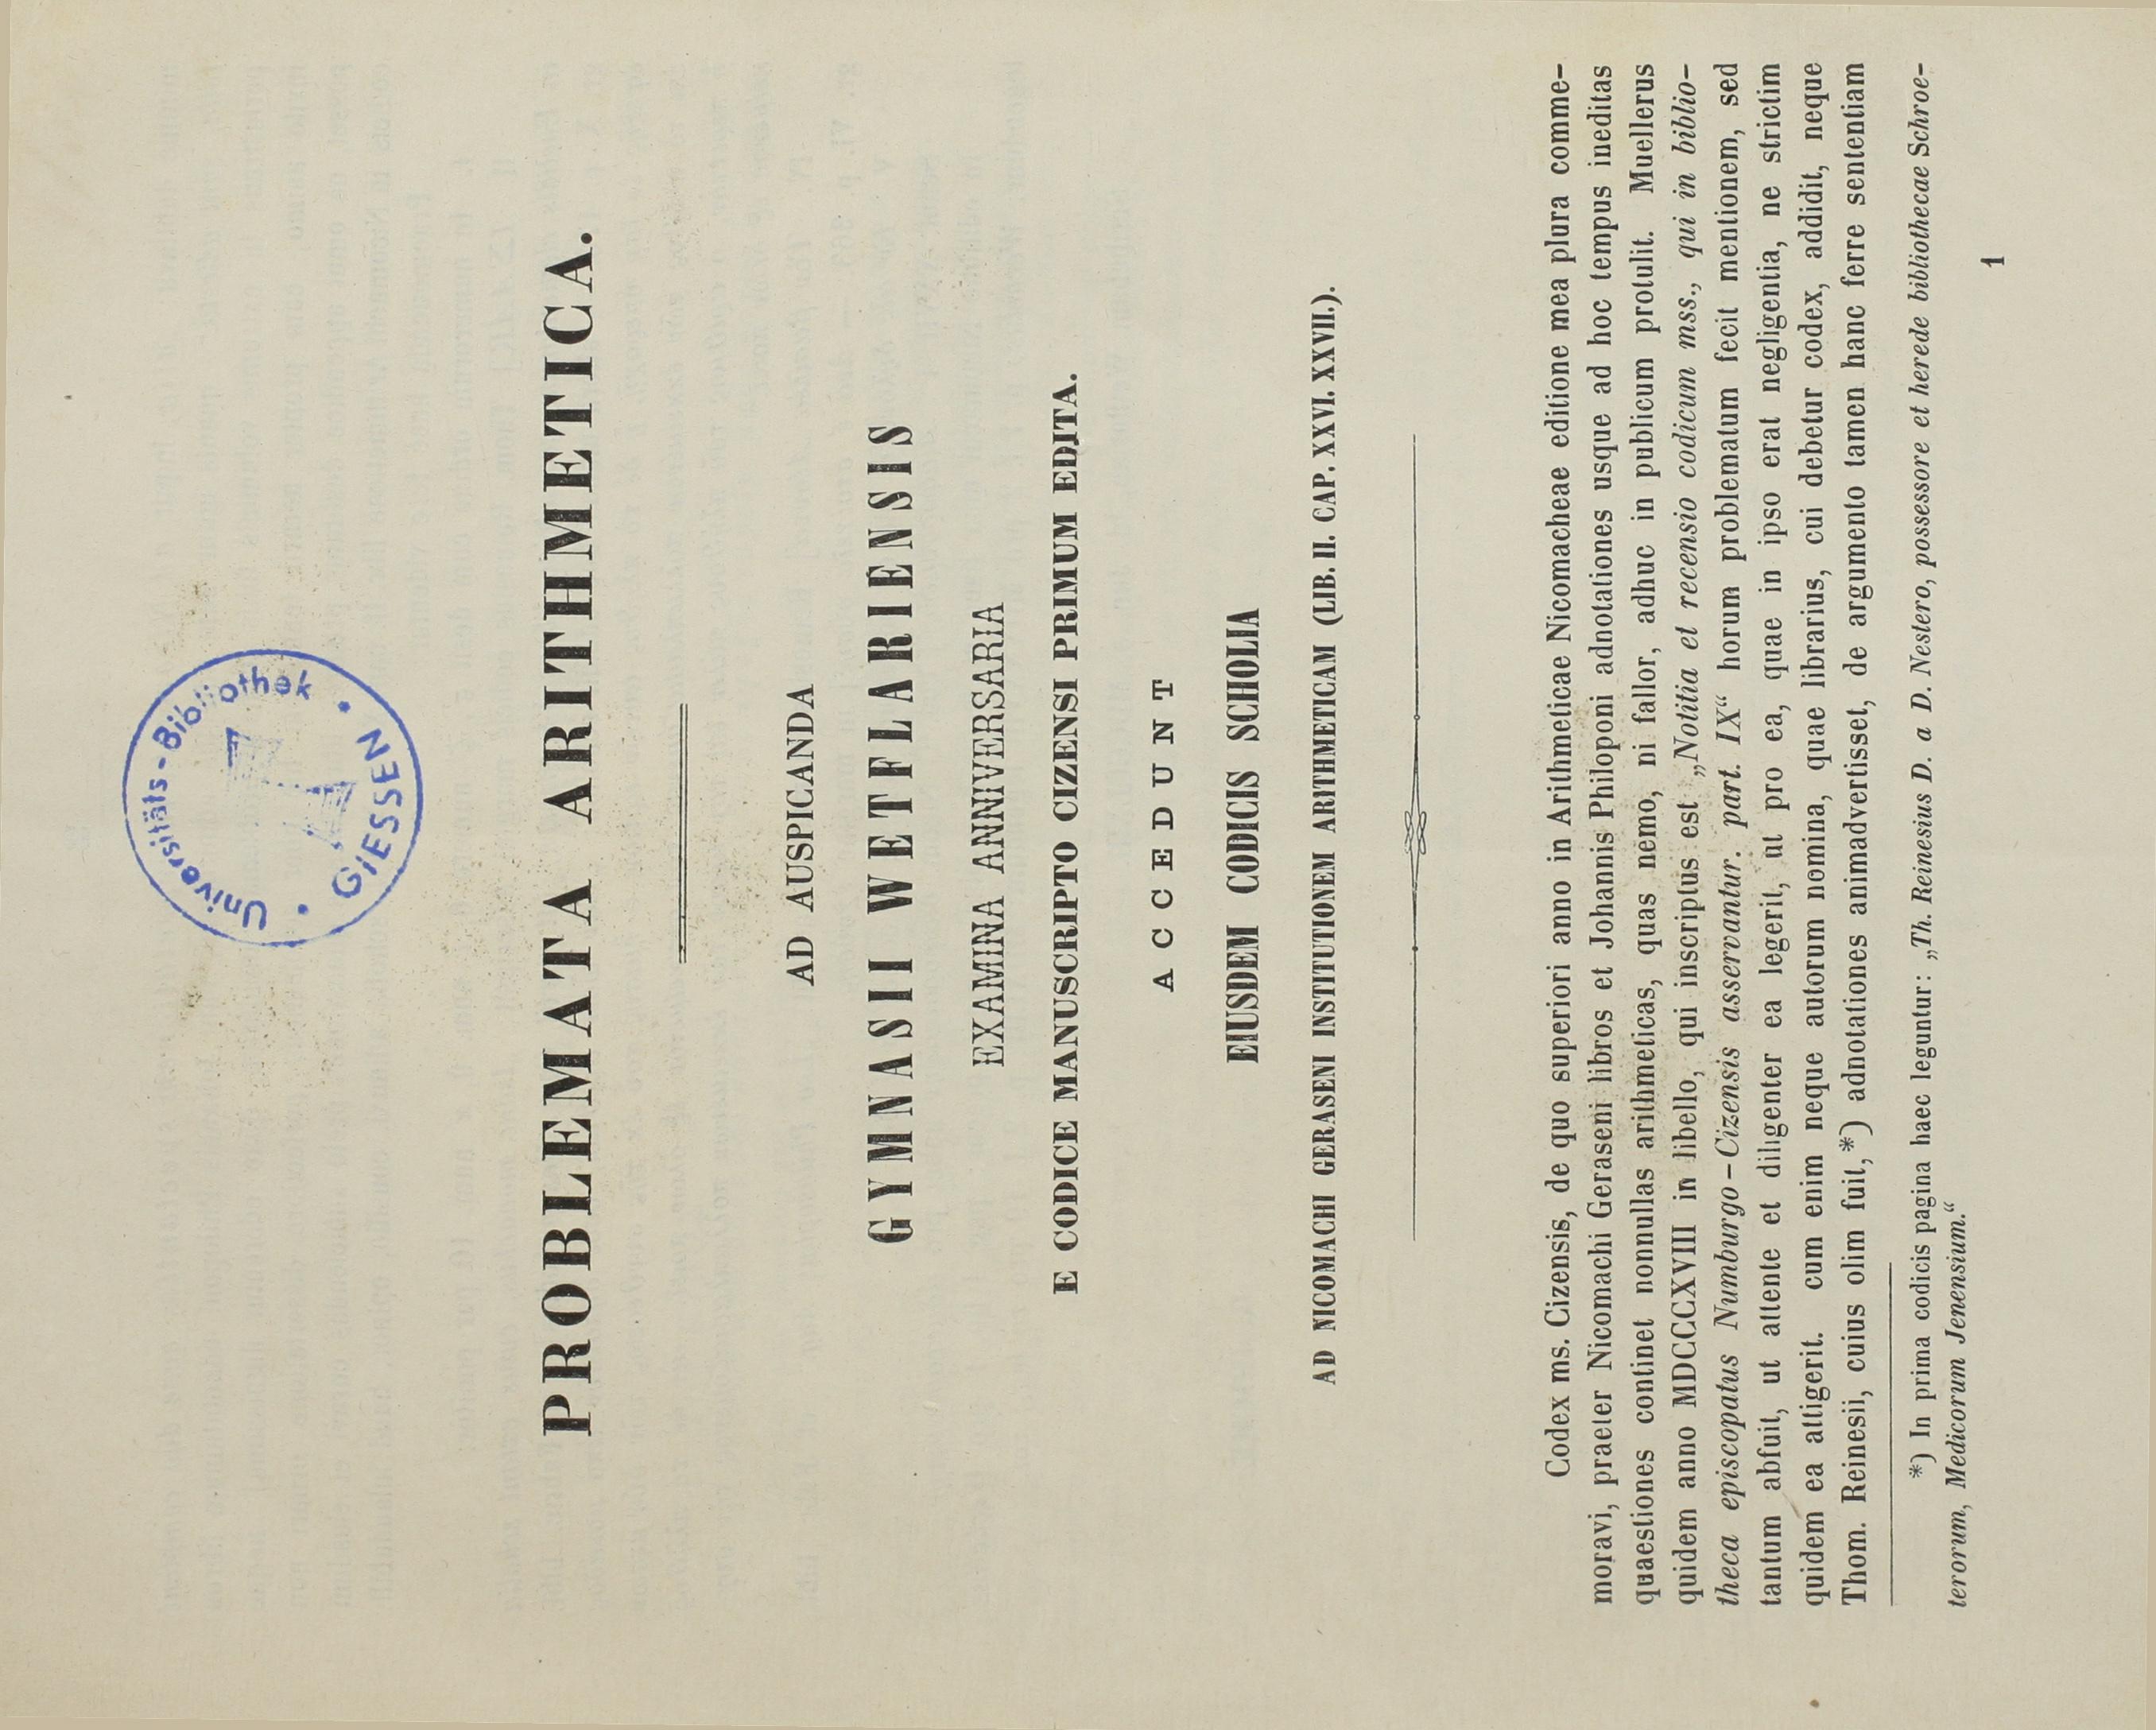 Universitäts-Bibliothek
GIESSEN
PROBLEMATA ARITHMETICA.
AD AUSPICANDA
GYMNASII WETFLARIENSIS
EXAMINA ANNIVERSARIA
E CODICE MANUSCRIPTO CIZENSI PRIMUM EDITA.
ACCEDUNT
EIUSDEM CODICIS SCHOLIA
AD NICOMACHI GERASENI INSTITUTIONEM ARITHMETICAM (LIB. II. CAP. XXVI. XXVII.).
Codex ms. Cizensis, de quo superiori anno in Arithmeticae Nicomacheae editione mea plura comme-
moravi, praeter Nicomachi Geraseni libros et Johannis Philoponi adnotationes usque ad hoc tempus ineditas
quaestiones continet nonnullas arithmeticas, quas nemo, ni fallor, adhuc in publicum protulit. Muellerus
quidem anno MDCCCXVIII in libello, qui inscriptus est „Notitia et recensio codicum mss., qui in biblio-
theca episcopatus Numburgo-Cizensis asservantur. part. IX“ horum problematum fecit mentionem, sed
tantum abfuit, ut attente et diligenter ea legerit, ut pro ea, quae in ipso erat negligentia, ne strictim
quidem ea attigerit. cum enim neque autorum nomina, quae librarius, cui debetur codex, addidit, neque
Thom. Reinesii, cuius olim fuit,*) adnotationes animadvertisset, de argumento tamen hanc ferre sententiam
*) In prima codicis pagina haec leguntur: „Th. Reinesius D. a D. Nestero, possessore et herede bibliothecae Schroe-
terorum, Medicorum Jenensium.“
1